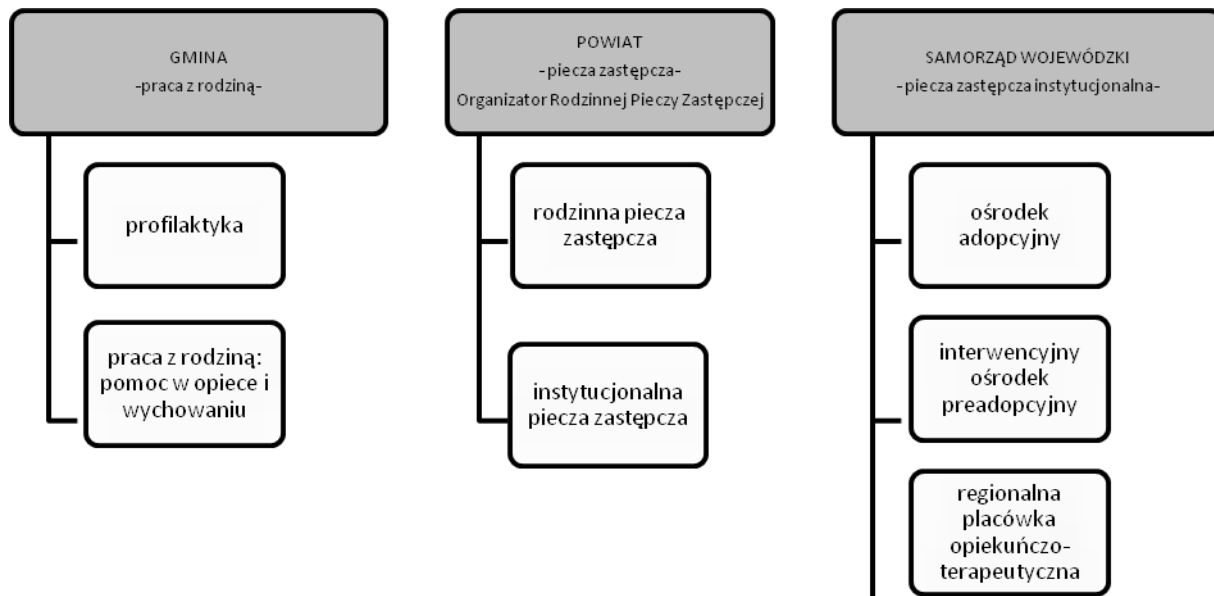 GMINA
-praca z rodziną-
profilaktyka
praca z rodziną:
pomoc w opiece i
wychowaniu
POWIAT
-piecza zastępcza-
Organizator Rodzinnej Pieczy Zastępczej
rodzinna piecza
zastępcza
instytucjonalna
piecza zastępcza
SAMORZĄD WOJEWÓDZKI
-piecza zastępcza instytucjonalna-
ośrodek
adopcyjny
interwencyjny
ośrodek
preadopcyjny
regionalna
placówka
opiekuńczo-
terapeutyczna